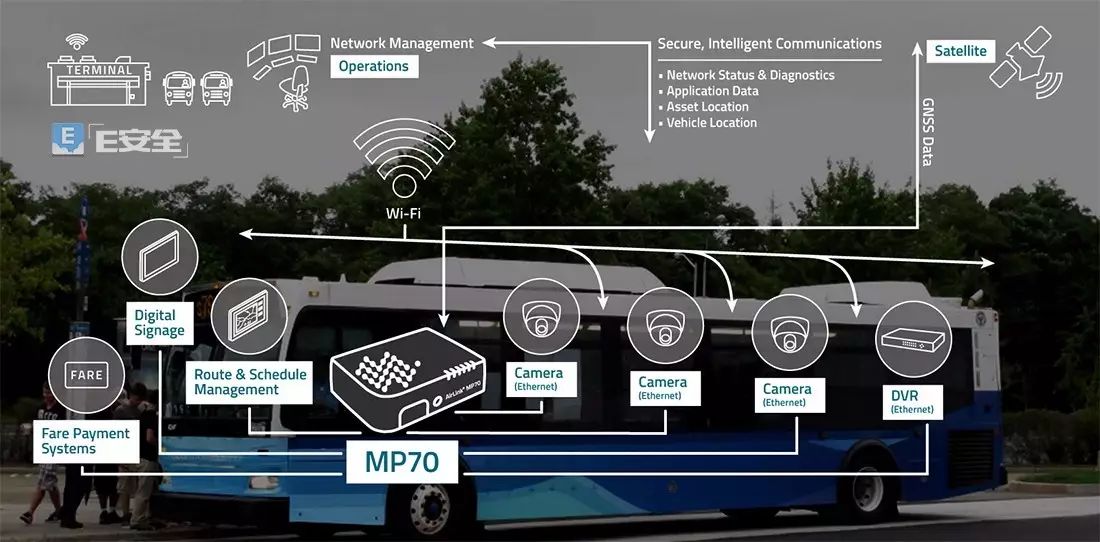 TERMINAL
Network Management
Operations
Secure, Intelligent Communications
• Network Status & Diagnostics
• Application Data
• Asset Location
• Vehicle Location
Satellite
GNSS Data
E
E安全
Wi-Fi
Digital
Signage
Route & Schedule
Management
FARE
Fare Payment
Systems
AirLink® MP70
MP70
Camera
(Ethernet)
Camera
(Ethernet)
Camera
(Ethernet)
DVR
(Ethernet)